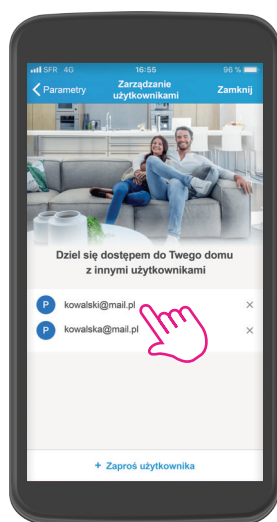 SFR 4G 16:55 96 %
Parametry Zarządzanie użytkownikami Zamknij
Dziel się dostępem do Twego domu
z innymi użytkownikami
P kowalski@mail.pl ×
P kowalska@mail.pl ×
+ Zaproś użytkownika